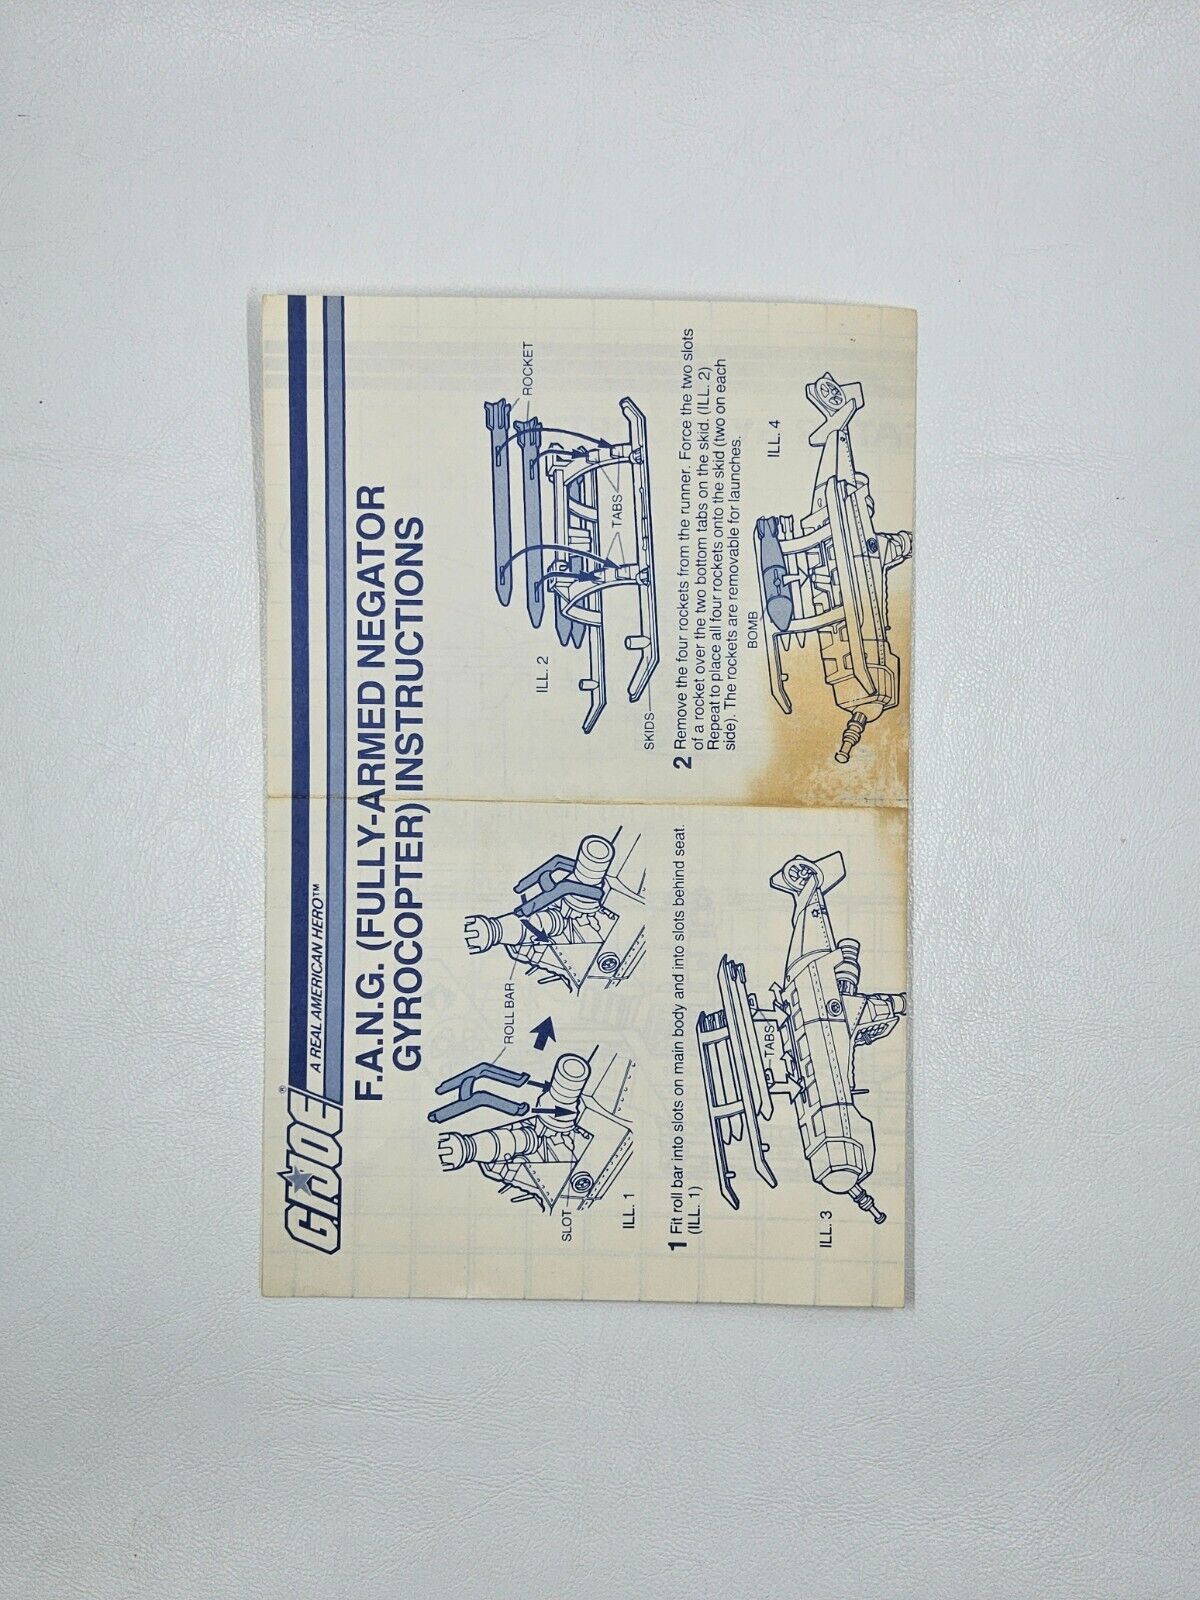 G.I. JOE®
A REAL AMERICAN HERO™
F.A.N.G. (FULLY-ARMED NEGATOR
GYROCOPTER) INSTRUCTIONS
ROLL BAR
SLOT
ILL. 1
1 Fit roll bar into slots on main body and into slots behind seat.
(ILL. 1)
ROCKET
TABS
ILL. 2
SKIDS
2 Remove the four rockets from the runner. Force the two slots
of a rocket over the two bottom tabs on the skid. (ILL. 2)
Repeat to place all four rockets onto the skid (two on each
side). The rockets are removable for launches.
TABS
ILL. 3
BOMB
ILL. 4